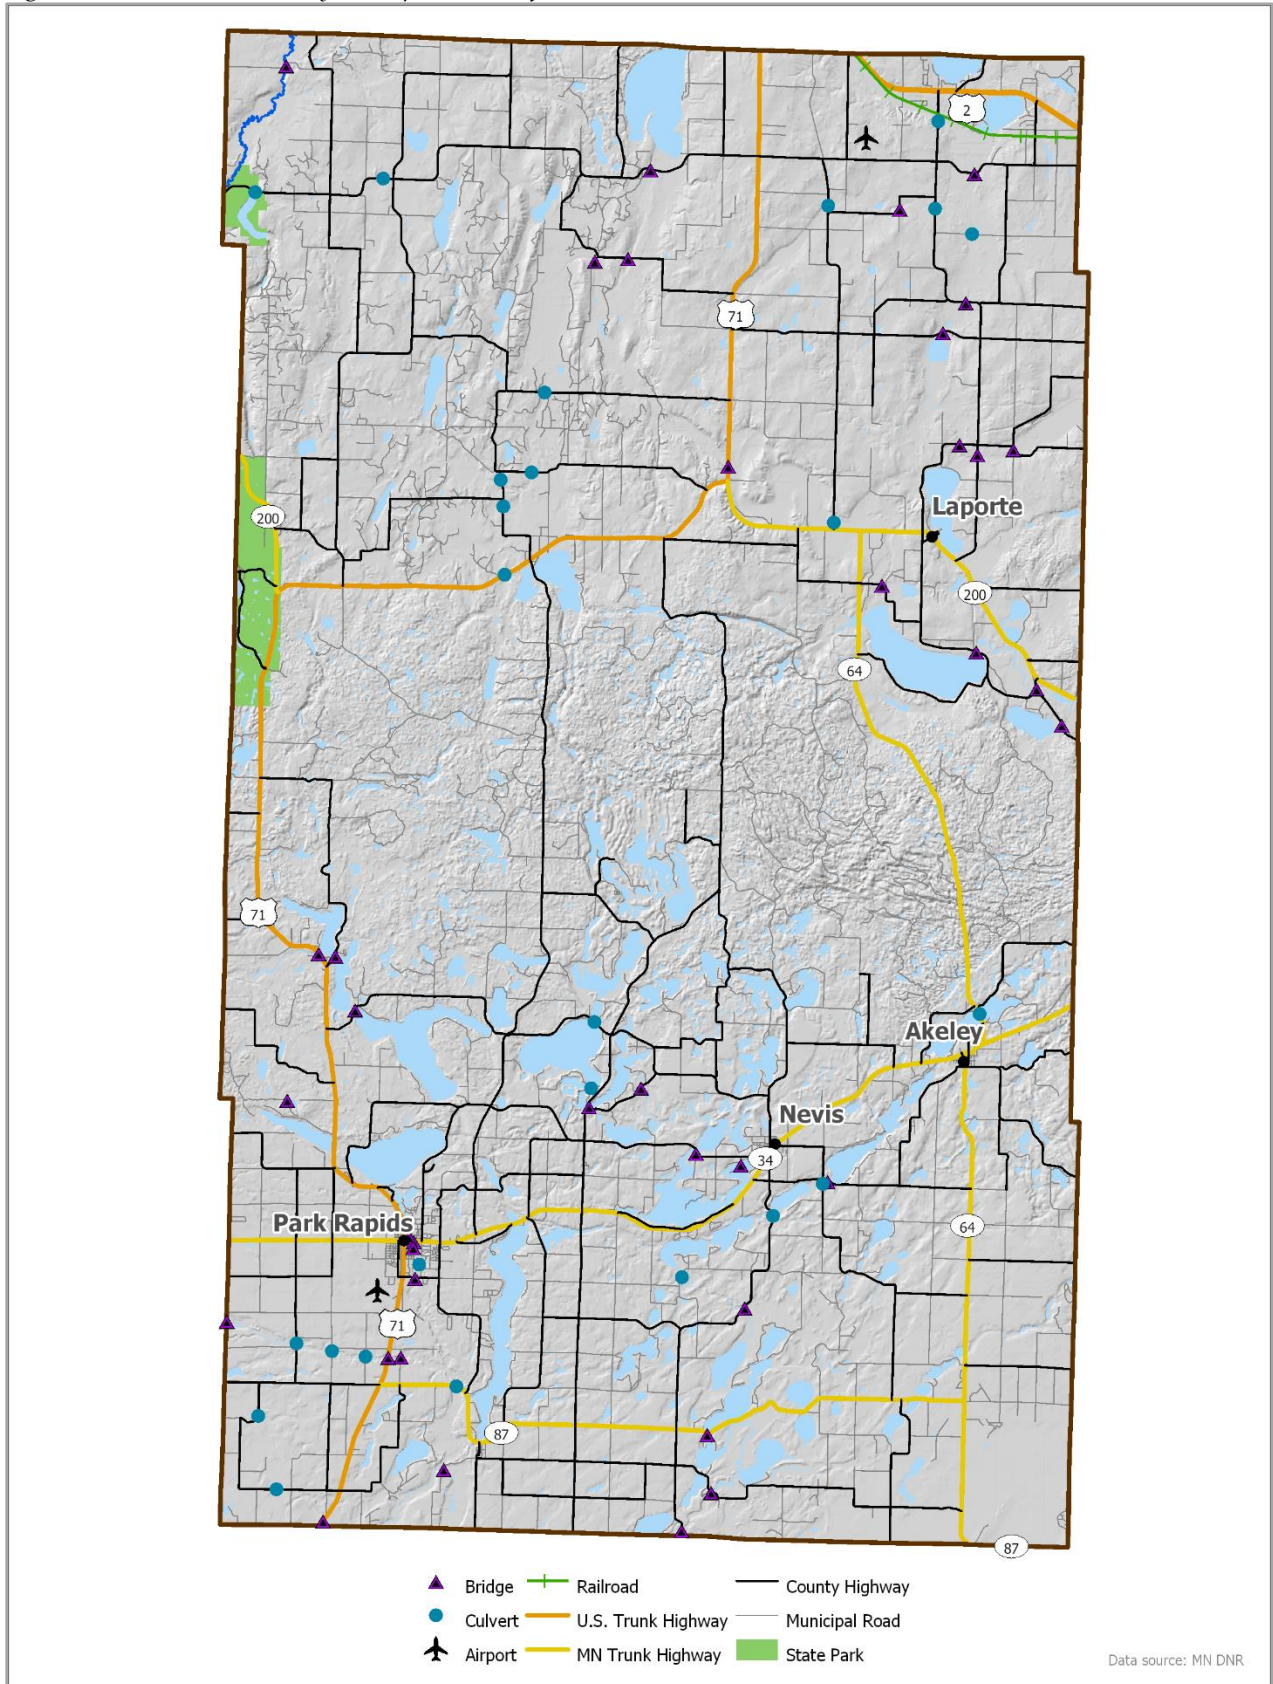 2
71
Laporte
200
200
64
71
Akeley
Nevis
34
Park Rapids
64
71
87
87
Bridge Railroad County Highway
Culvert U.S. Trunk Highway Municipal Road
Airport MN Trunk Highway State Park
Data source: MN DNR